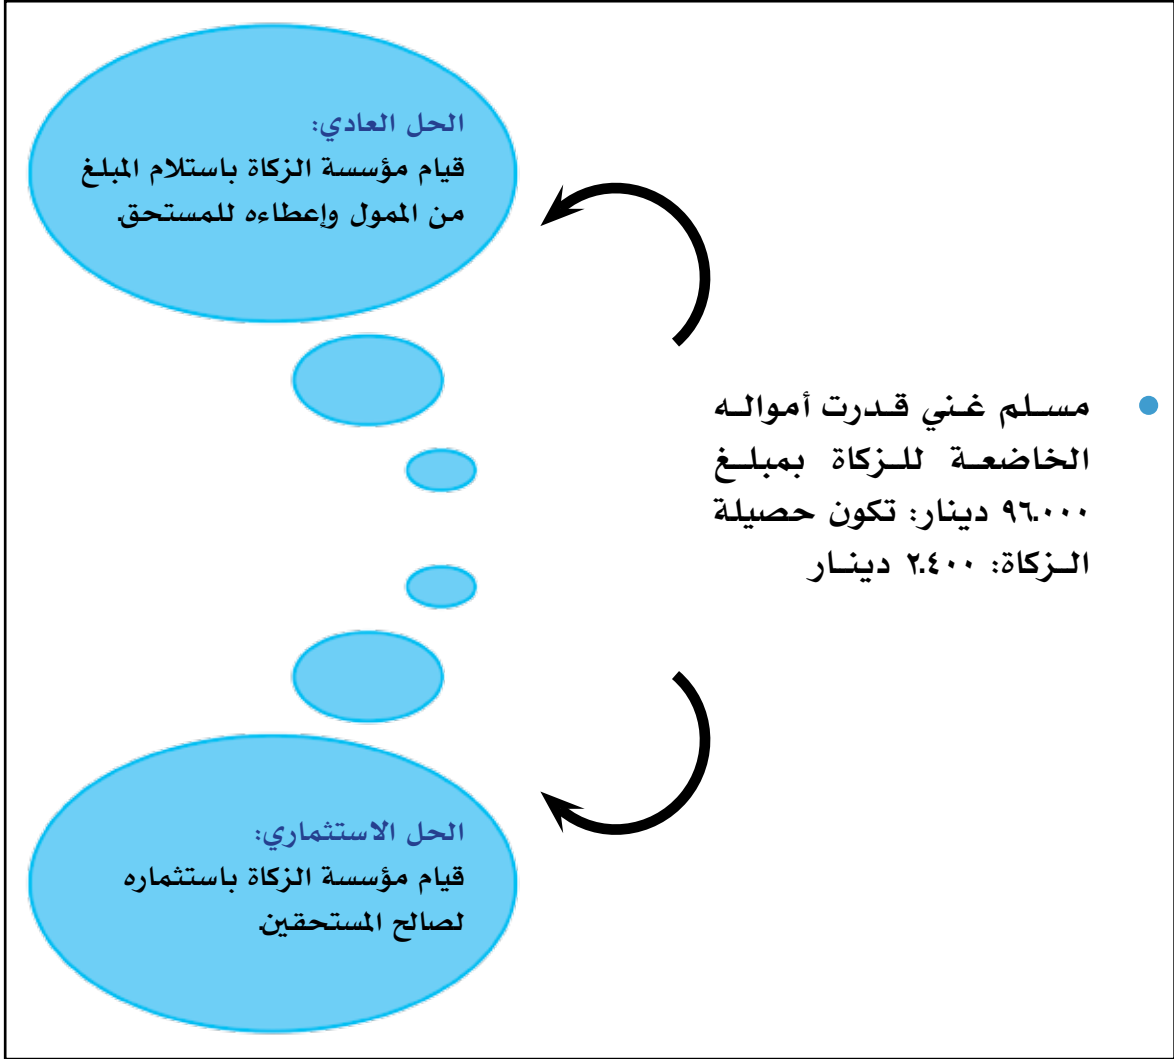 الحل العادي:
قيام مؤسسة الزكاة باستلام المبلغ
من الممول وإعطاءه للمستحق.
مسلم غني قدرت أمواله
الخاضعة للزكاة بمبلغ
٩٦.٠٠٠ دينار: تكون حصيلة
الزكاة: ٢.٤٠٠ دينار
الحل الاستثماري:
قيام مؤسسة الزكاة باستثماره
لصالح المستحقين.